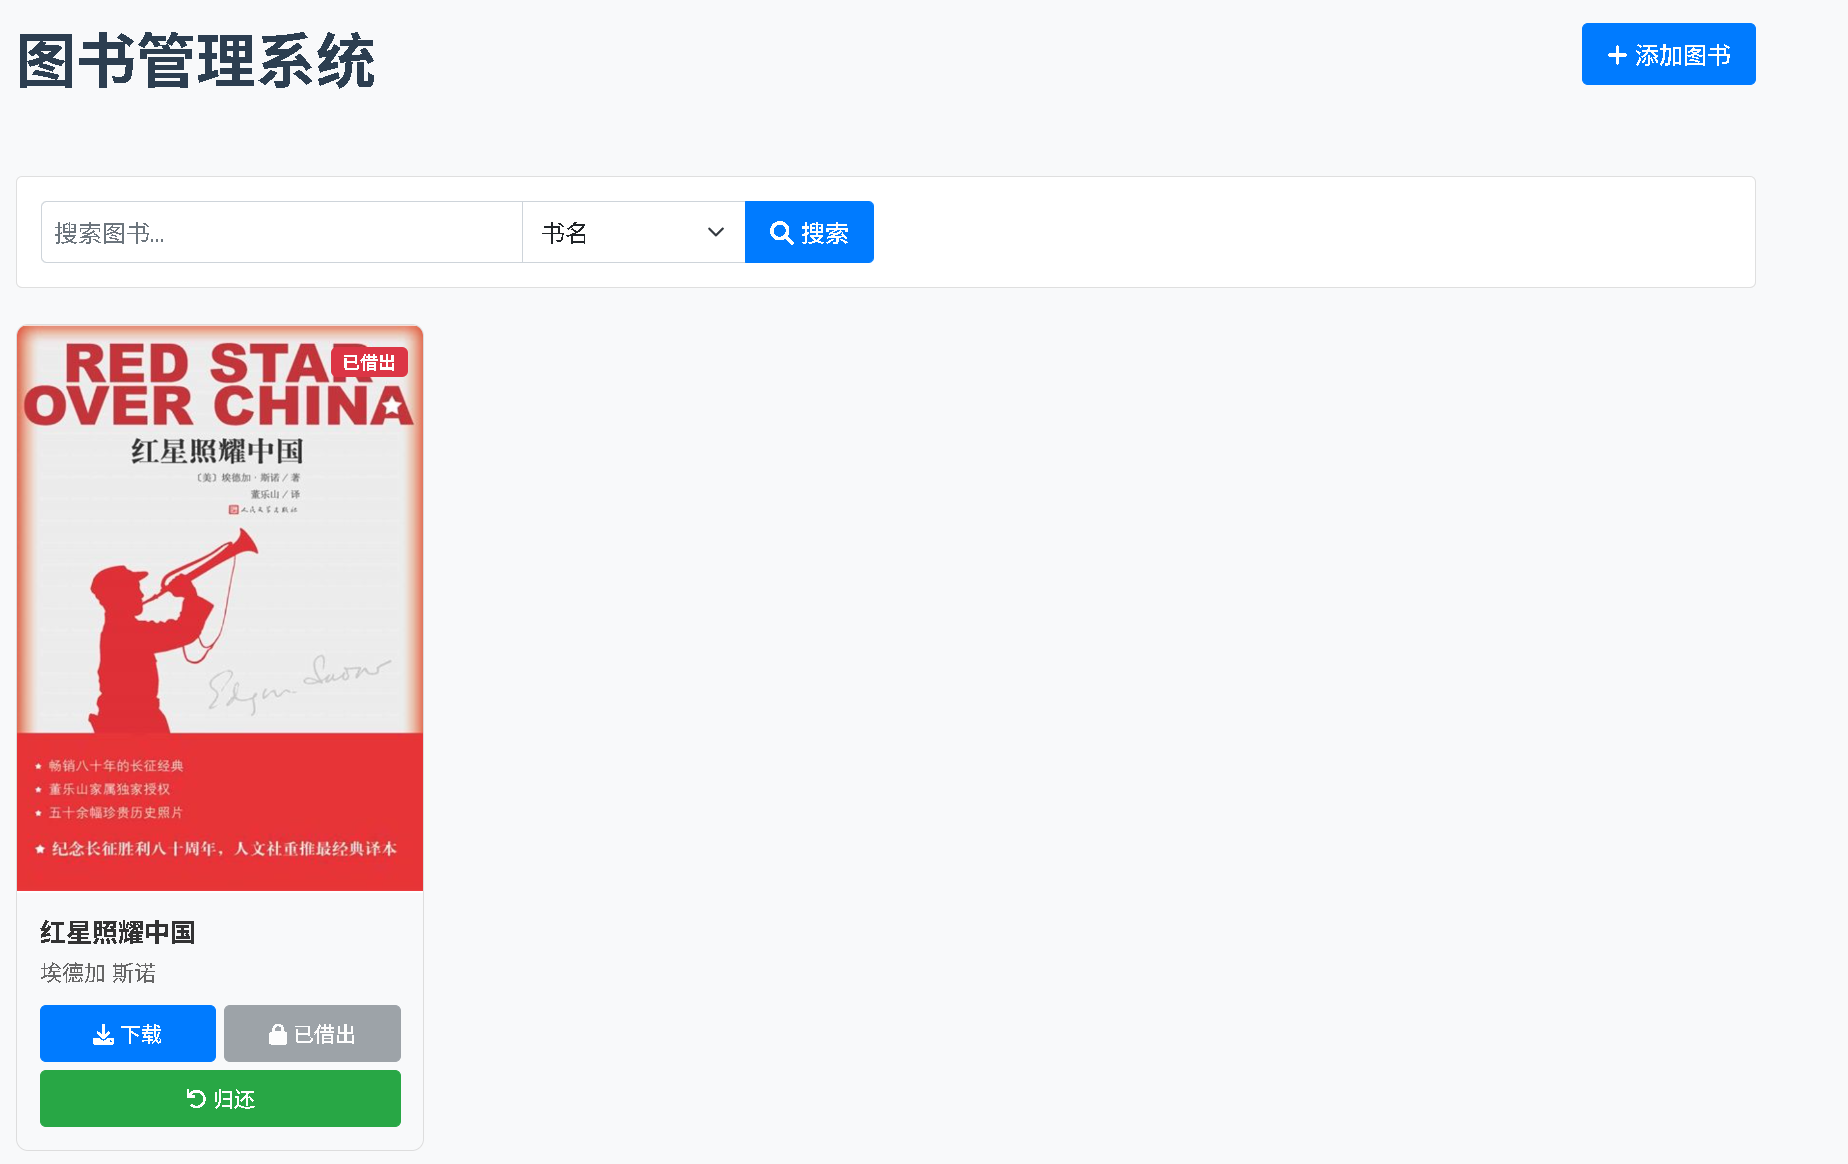 图书管理系统
添加图书
搜索图书...
书名
搜索
已借出
RED STAR
OVER CHINA
红星照耀中国
〔美〕埃德加·斯诺／著
董乐山／译
人民文学出版社
Edgar Snow
畅销八十年的长征经典
董乐山家属独家授权
五十余幅珍贵历史照片
纪念长征胜利八十周年，人文社重推最经典译本
红星照耀中国
埃德加 斯诺
下载
已借出
归还